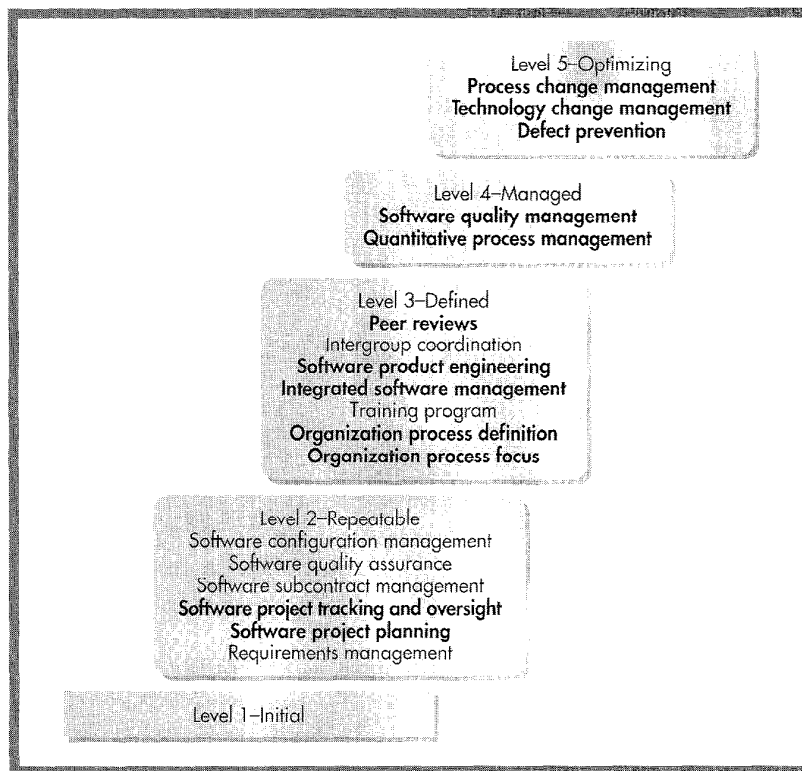 Level 5–Optimizing
Process change management
Technology change management
Defect prevention
Level 4–Managed
Software quality management
Quantitative process management
Level 3–Defined
Peer reviews
Intergroup coordination
Software product engineering
Integrated software management
Training program
Organization process definition
Organization process focus
Level 2–Repeatable
Software configuration management
Software quality assurance
Software subcontract management
Software project tracking and oversight
Software project planning
Requirements management
Level 1–Initial